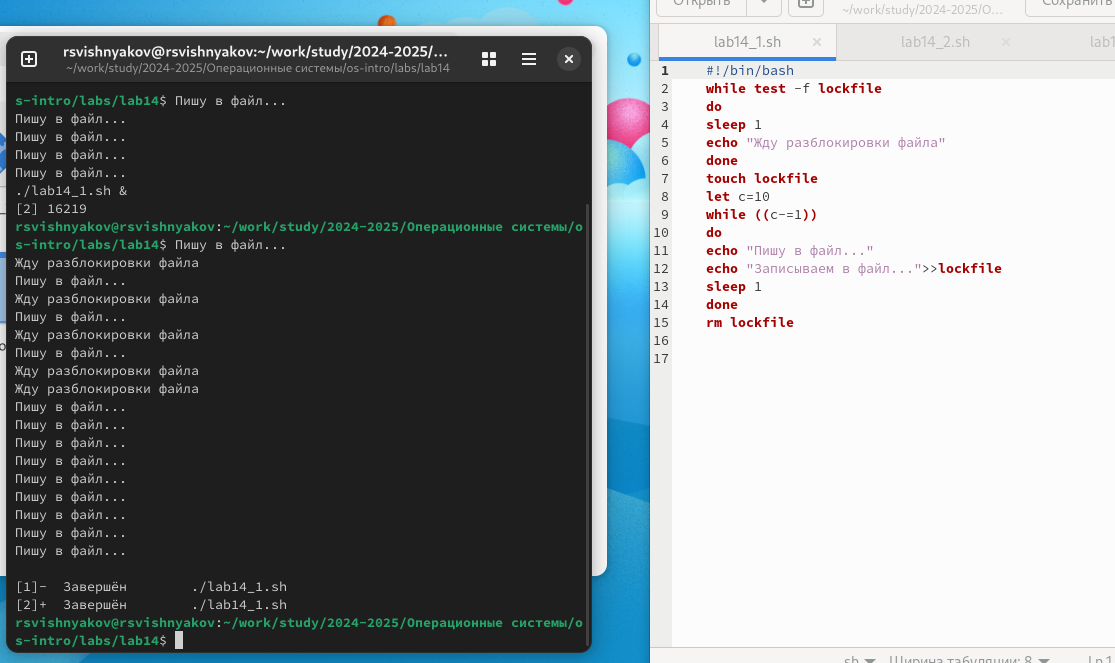 rsvishnyakov@rsvishnyakov:~/work/study/2024-2025/...
~/work/study/2024-2025/Операционные системы/os-intro/labs/lab14
s-intro/labs/lab14$ Пишу в файл...
Пишу в файл...
Пишу в файл...
Пишу в файл...
Пишу в файл...
./lab14_1.sh &
[2] 16219
rsvishnyakov@rsvishnyakov:~/work/study/2024-2025/Операционные системы/o
s-intro/labs/lab14$ Пишу в файл...
Жду разблокировки файла
Пишу в файл...
Жду разблокировки файла
Пишу в файл...
Жду разблокировки файла
Пишу в файл...
Жду разблокировки файла
Жду разблокировки файла
Пишу в файл...
Пишу в файл...
Пишу в файл...
Пишу в файл...
Пишу в файл...
Пишу в файл...
Пишу в файл...
Пишу в файл...
Пишу в файл...
[1]-  Завершён        ./lab14_1.sh
[2]+  Завершён        ./lab14_1.sh
rsvishnyakov@rsvishnyakov:~/work/study/2024-2025/Операционные системы/o
s-intro/labs/lab14$
Открыть
~/work/study/2024-2025/О...
Сохранить
lab14_1.sh × lab14_2.sh × lab1
1 #!/bin/bash
2 while test -f lockfile
3 do
4 sleep 1
5 echo "Жду разблокировки файла"
6 done
7 touch lockfile
8 let c=10
9 while ((c-=1))
10 do
11 echo "Пишу в файл..."
12 echo "Записываем в файл...">>lockfile
13 sleep 1
14 done
15 rm lockfile
16
17
sh Ширина табуляции: 8 Ln 1